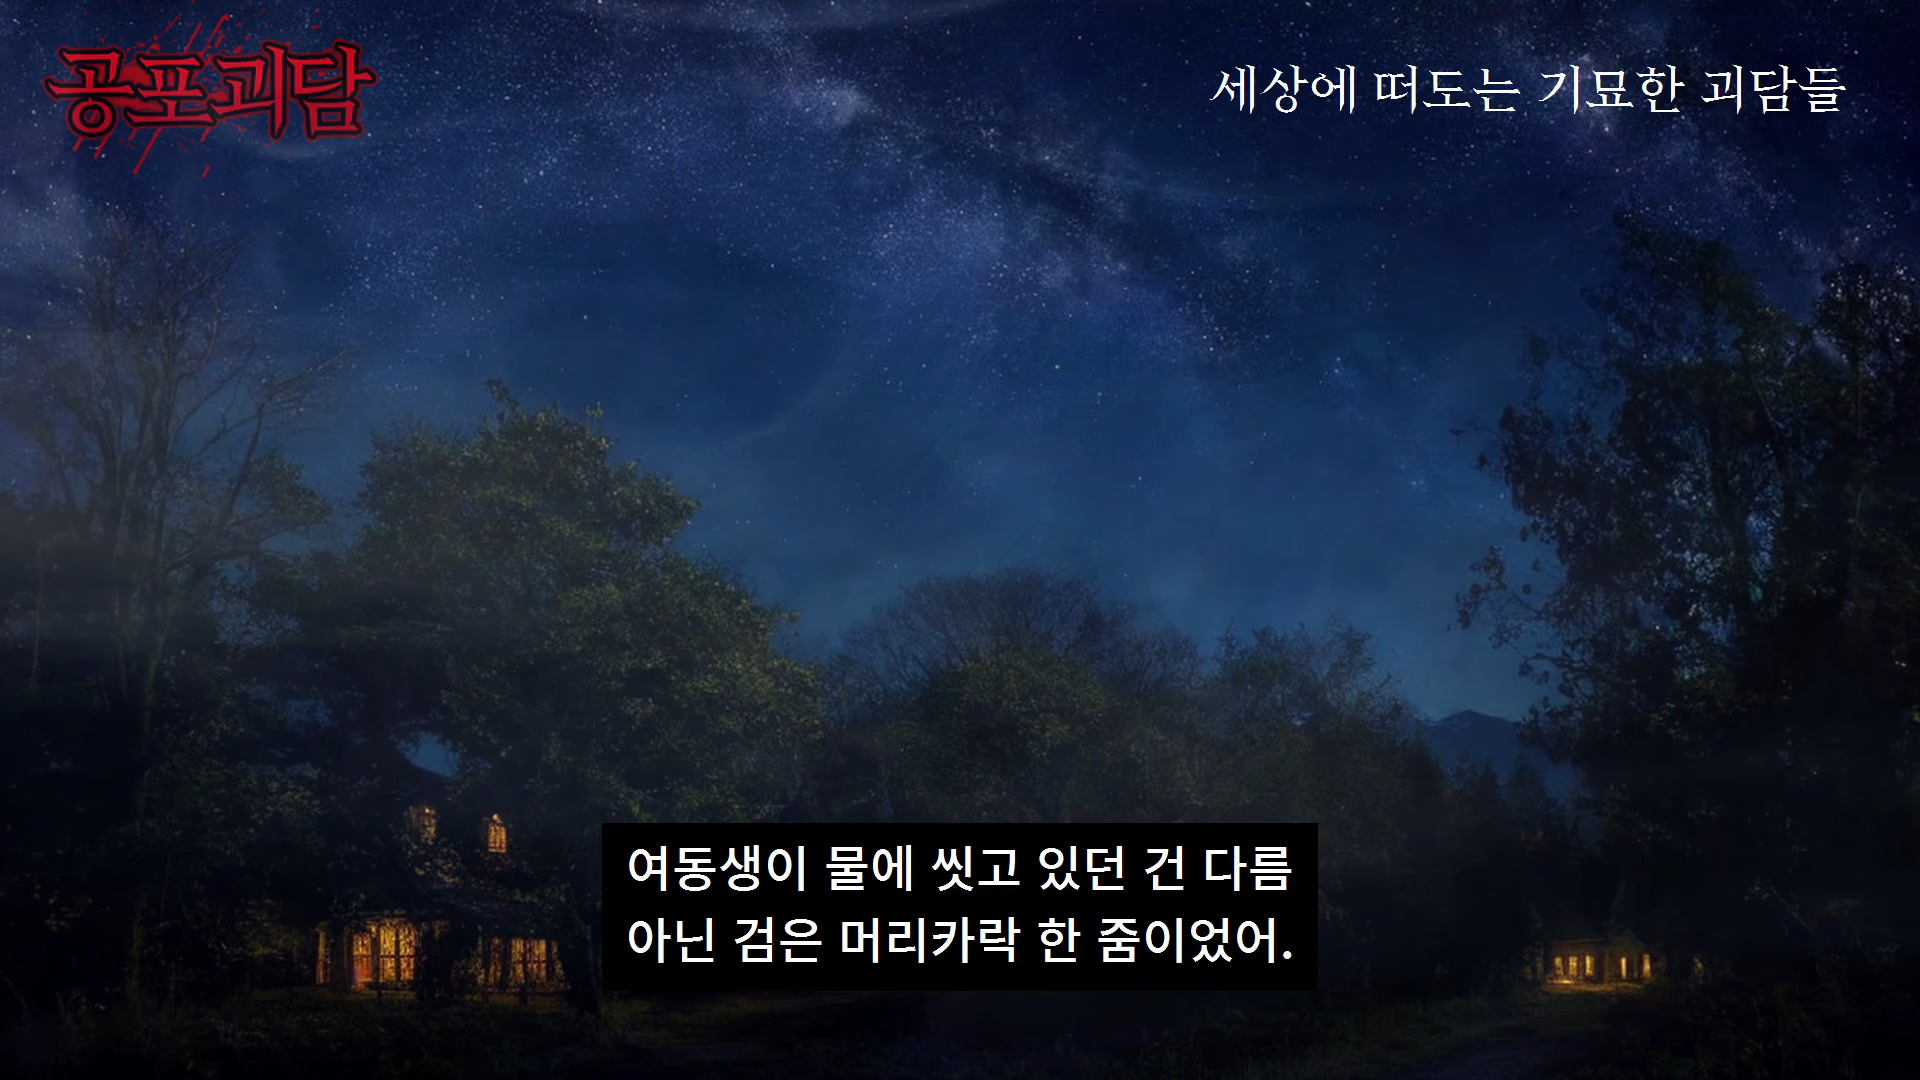 공포괴담
세상에 떠도는 기묘한 괴담들
여동생이 물에 씻고 있던 건 다름
아닌 검은 머리카락 한 줌이었어.